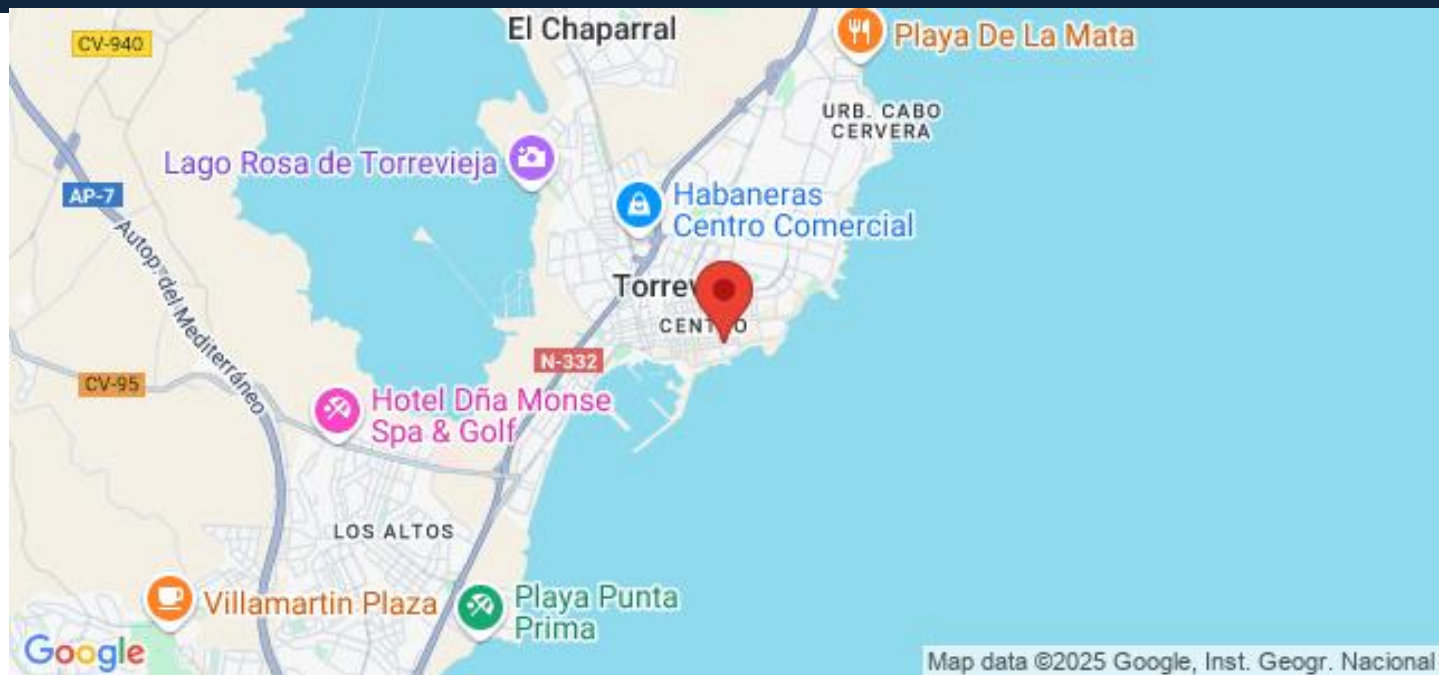 El Chaparral
CV-940
Playa De La Mata
URB. CABO
CERVERA
Lago Rosa de Torrevieja
AP-7
Habaneras
Centro Comercial
Autop. del Mediterráneo
Torrev
CENTRO
N-332
CV-95
Hotel Dña Monse
Spa & Golf
LOS ALTOS
Villamartin Plaza
Playa Punta
Prima
Google
Map data ©2025 Google, Inst. Geogr. Nacional